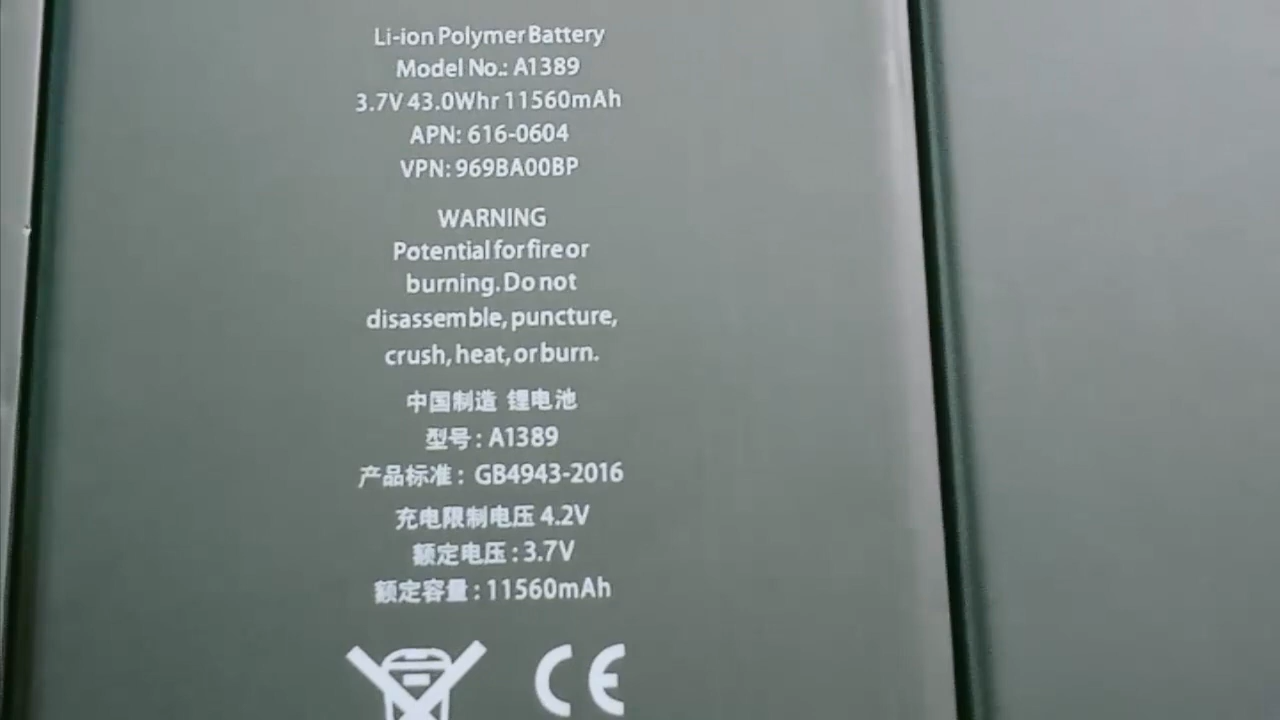 Li-ion Polymer Battery
Model No.: A1389
3.7V 43.0Whr 11560mAh
APN: 616-0604
VPN: 969BA00BP
WARNING
Potential for fire or
burning. Do not
disassemble, puncture,
crush, heat, or burn.
中国制造 锂电池
型号: A1389
产品标准: GB4943-2016
充电限制电压 4.2V
额定电压: 3.7V
额定容量: 11560mAh
CE